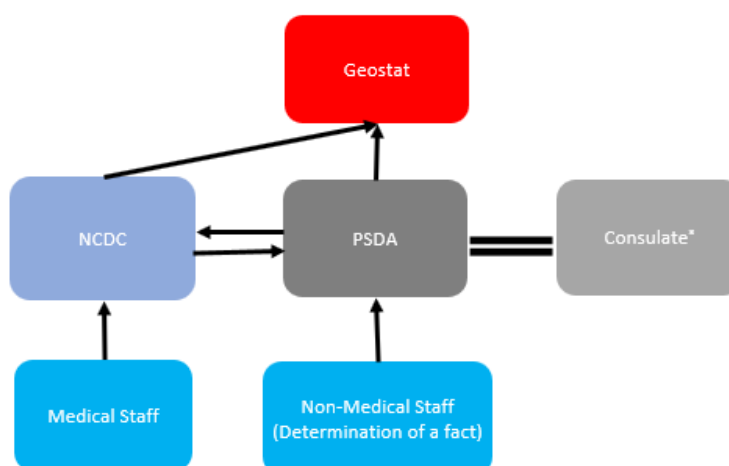 Geostat
NCDC
PSDA
Consulate*
Medical Staff
Non-Medical Staff
(Determination of a fact)